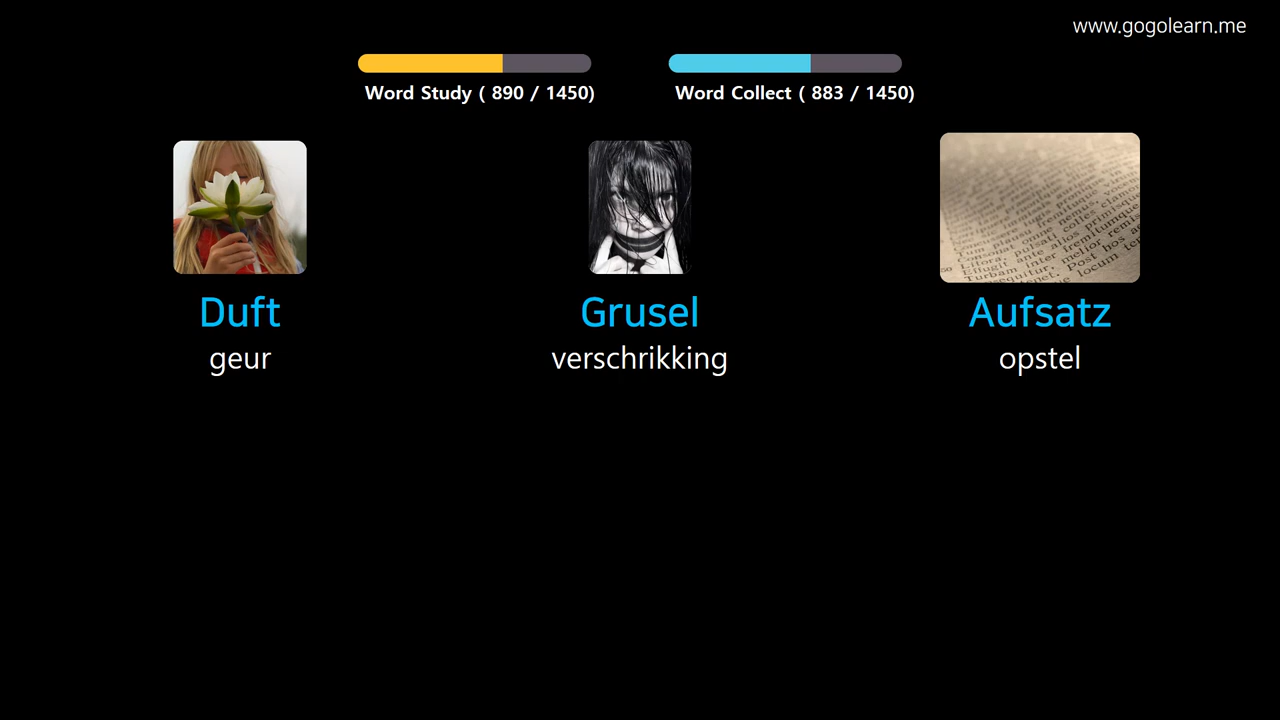 www.gogolearn.me
Word Study ( 890 / 1450)
Word Collect ( 883 / 1450)
Duft
Grusel
Aufsatz
geur
verschrikking
opstel